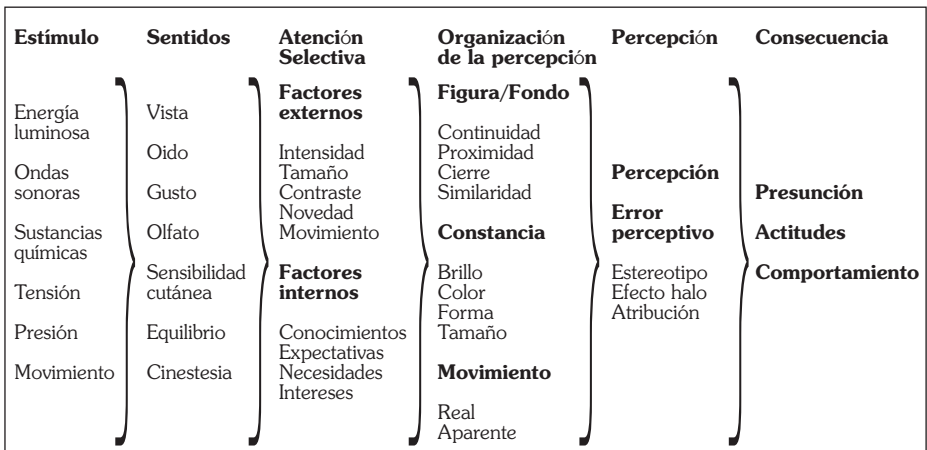 Estímulo
Energía
luminosa
Ondas
sonoras
Sustancias
químicas
Tensión
Presión
Movimiento
Sentidos
Vista
Oido
Gusto
Olfato
Sensibilidad
cutánea
Equilibrio
Cinestesia
Atención
Selectiva
Factores
externos
Intensidad
Tamaño
Contraste
Novedad
Movimiento
Factores
internos
Conocimientos
Expectativas
Necesidades
Intereses
Organización
de la percepción
Figura/Fondo
Continuidad
Proximidad
Cierre
Similaridad
Constancia
Brillo
Color
Forma
Tamaño
Movimiento
Real
Aparente
Percepción
Percepción
Error
perceptivo
Estereotipo
Efecto halo
Atribución
Consecuencia
Presunción
Actitudes
Comportamiento